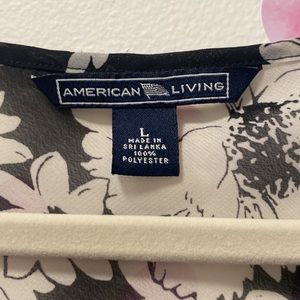 AMERICAN LIVING
L
MADE IN
SRI LANKA
100%
POLYESTER